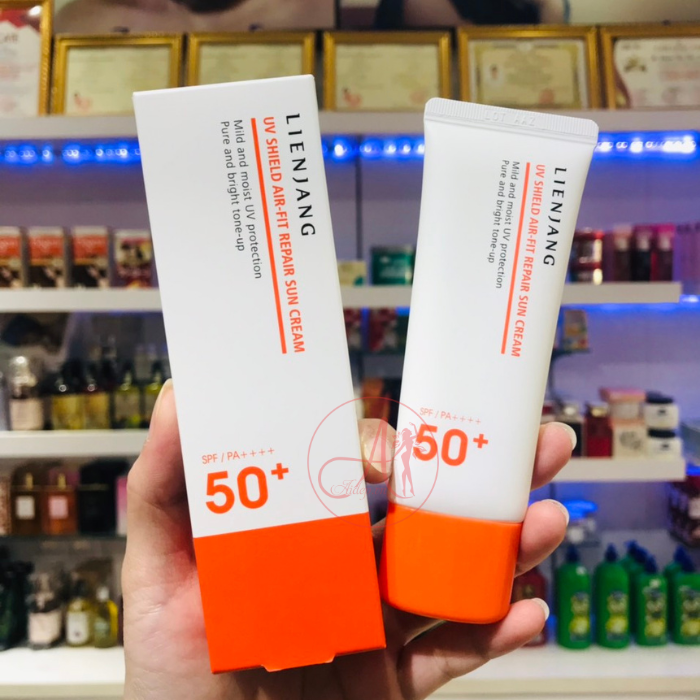 LIENJANG
UV SHIELD AIR-FIT REPAIR SUN CREAM
Mild and moist UV protection
Pure and bright tone-up
SPF / PA++++
50+
LIENJANG
UV SHIELD AIR-FIT REPAIR SUN CREAM
Mild and moist UV protection
Pure and bright tone-up
SPF / PA++++
50+